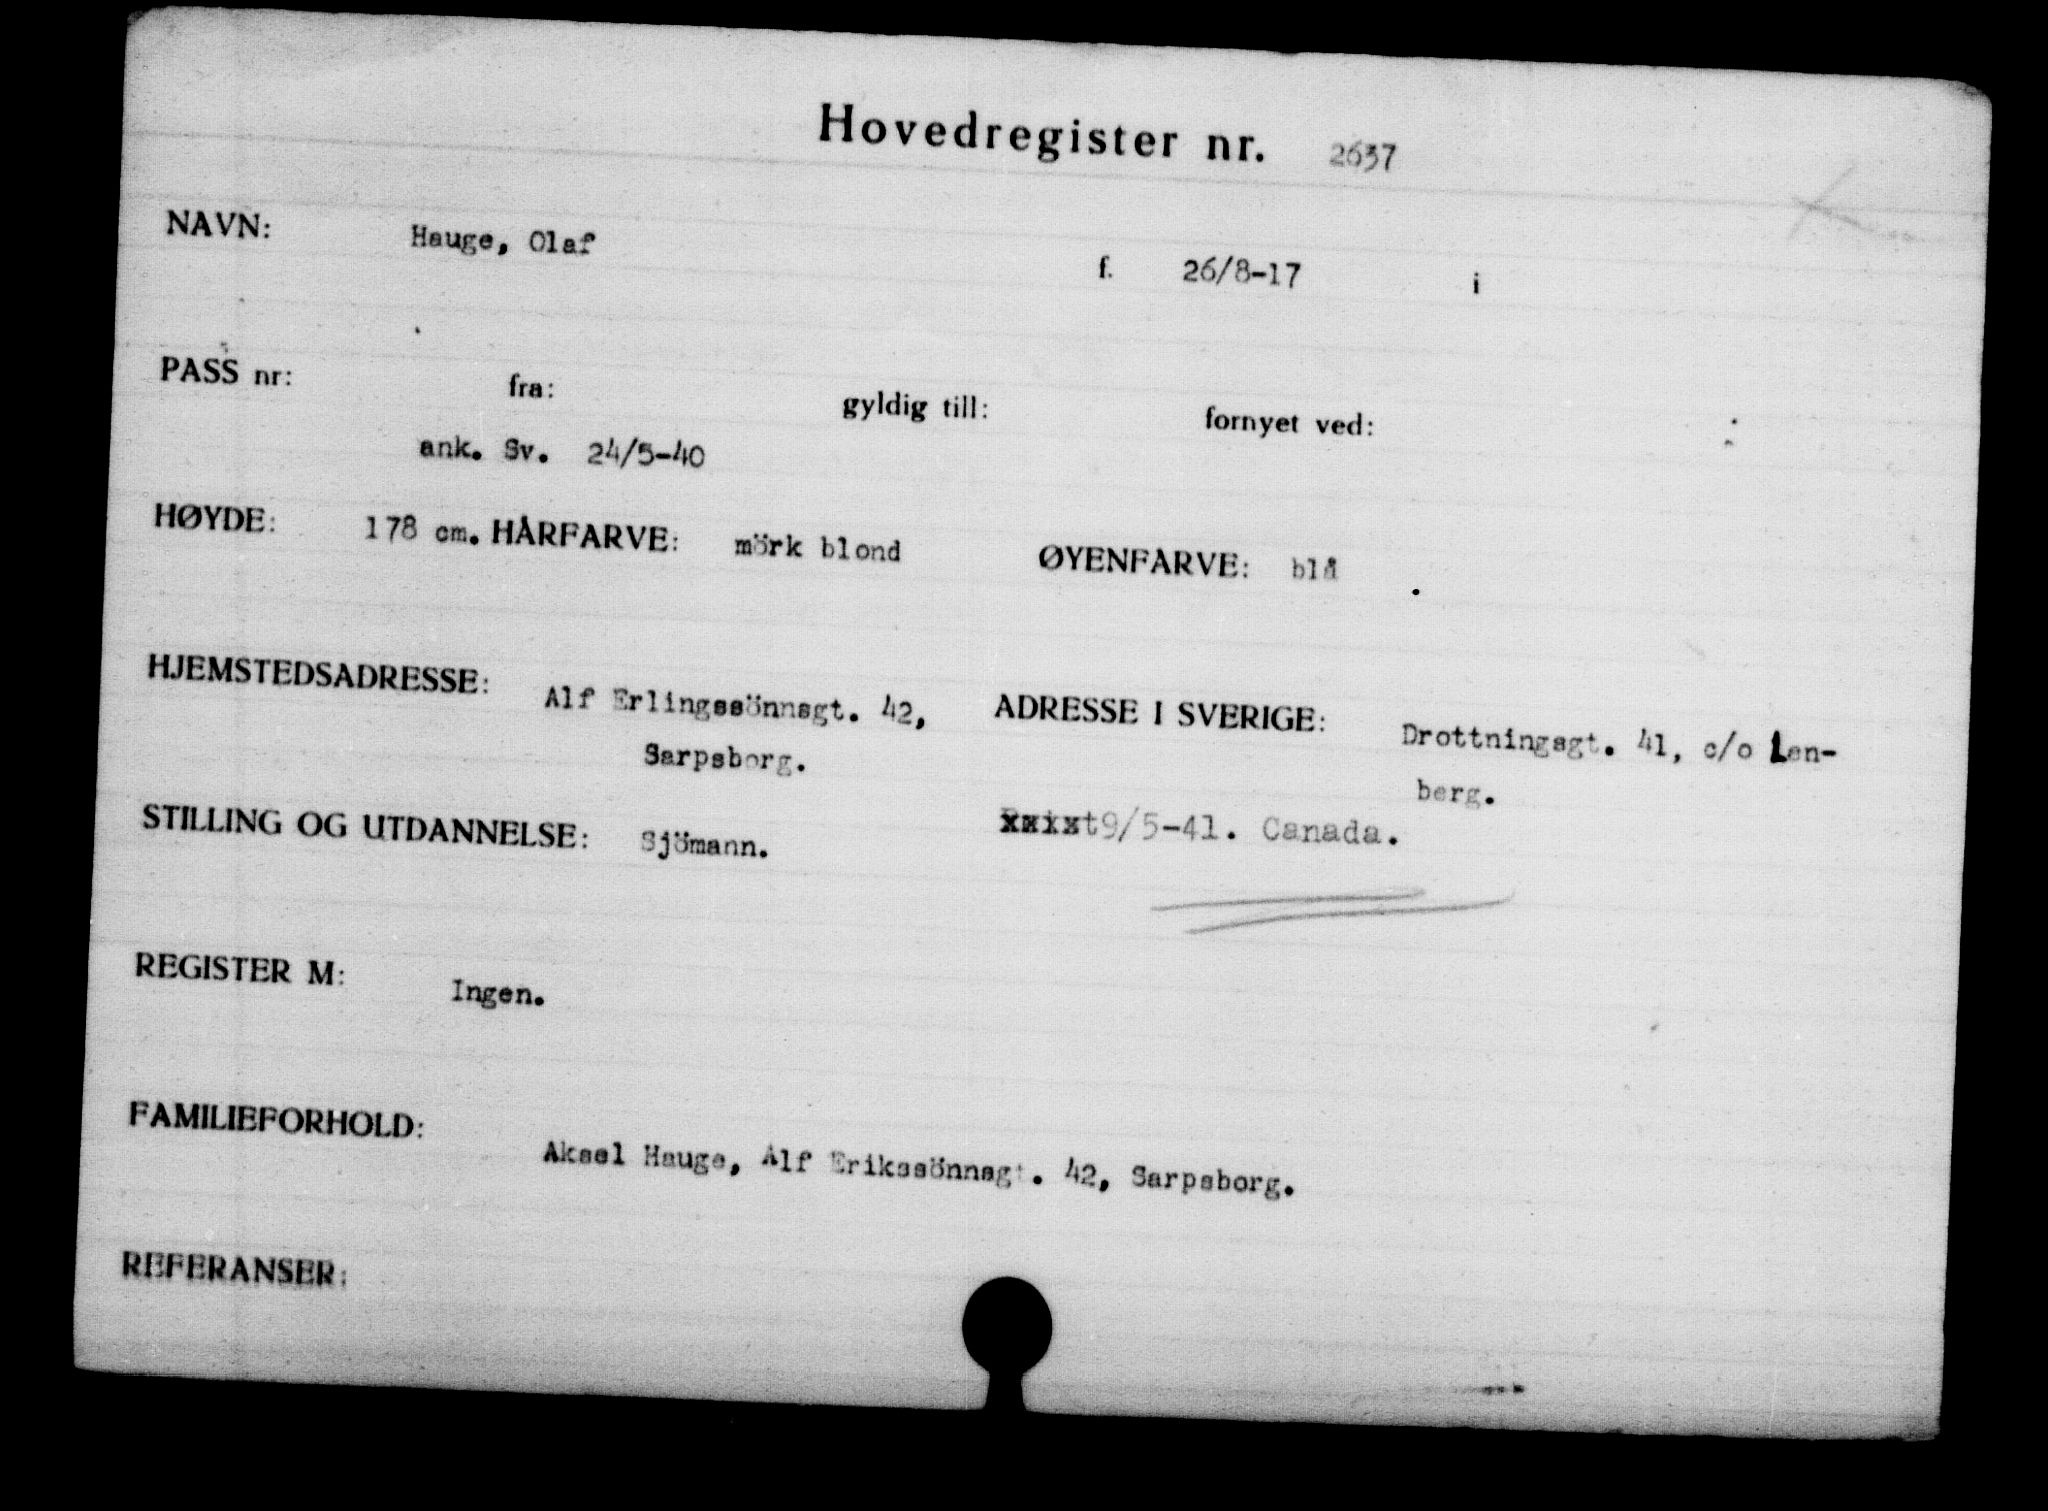 Hovedregister nr. 2637
NAVN: Hauge, Olaf f. 26/8-17 i
PASS nr: fra: gyldig till: fornyet ved:
ank. Sv. 24/5-40
HØYDE: 178 cm. HÅRFARVE: mörk blond ØYENFARVE: blå
HJEMSTEDSADRESSE: Alf Erlingssönnsgt. 42, ADRESSE I SVERIGE: Drottningsgt. 41, c/o Len-
Sarpsborg. berg.
STILLING OG UTDANNELSE: Sjömann. 9/5-41. Canada.
REGISTER M: Ingen.
FAMILIEFORHOLD:
Aksel Hauge, Alf Erikssönnsgt. 42, Sarpsborg.
REFERANSER: